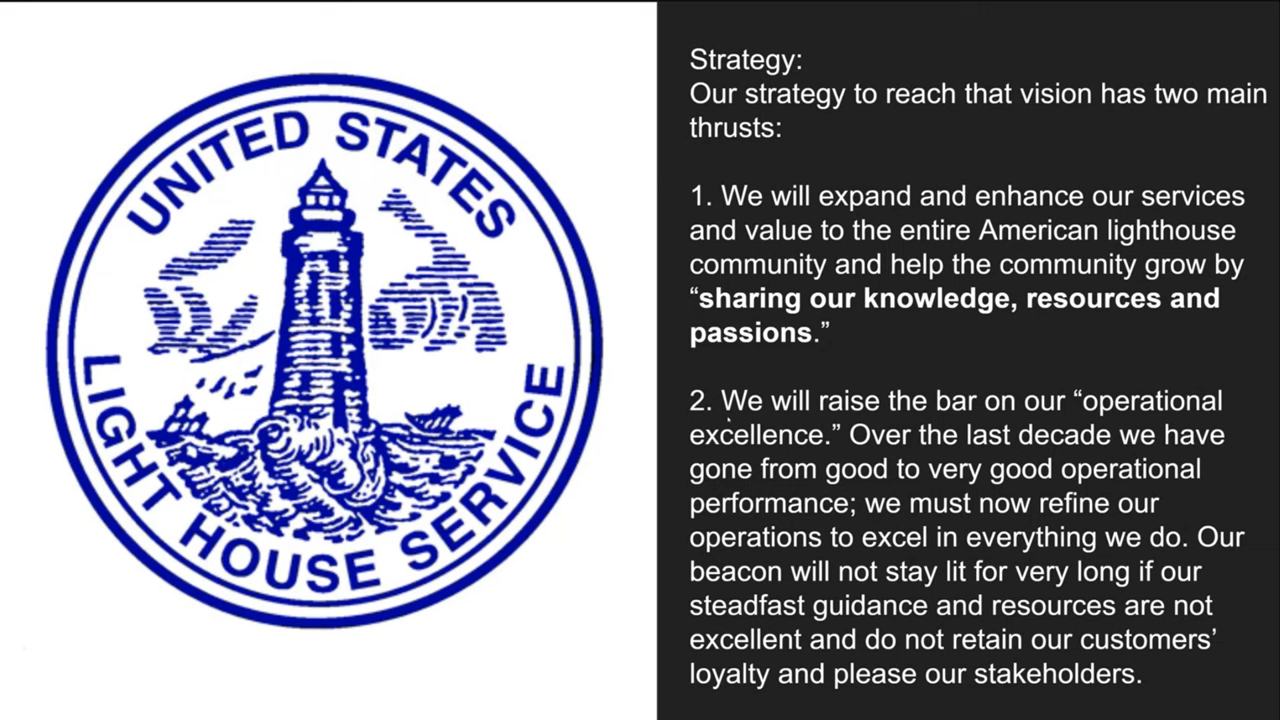 UNITED STATES
LIGHT HOUSE SERVICE
Strategy:
Our strategy to reach that vision has two main
thrusts:
1. We will expand and enhance our services
and value to the entire American lighthouse
community and help the community grow by
“sharing our knowledge, resources and
passions.”
2. We will raise the bar on our “operational
excellence.” Over the last decade we have
gone from good to very good operational
performance; we must now refine our
operations to excel in everything we do. Our
beacon will not stay lit for very long if our
steadfast guidance and resources are not
excellent and do not retain our customers’
loyalty and please our stakeholders.